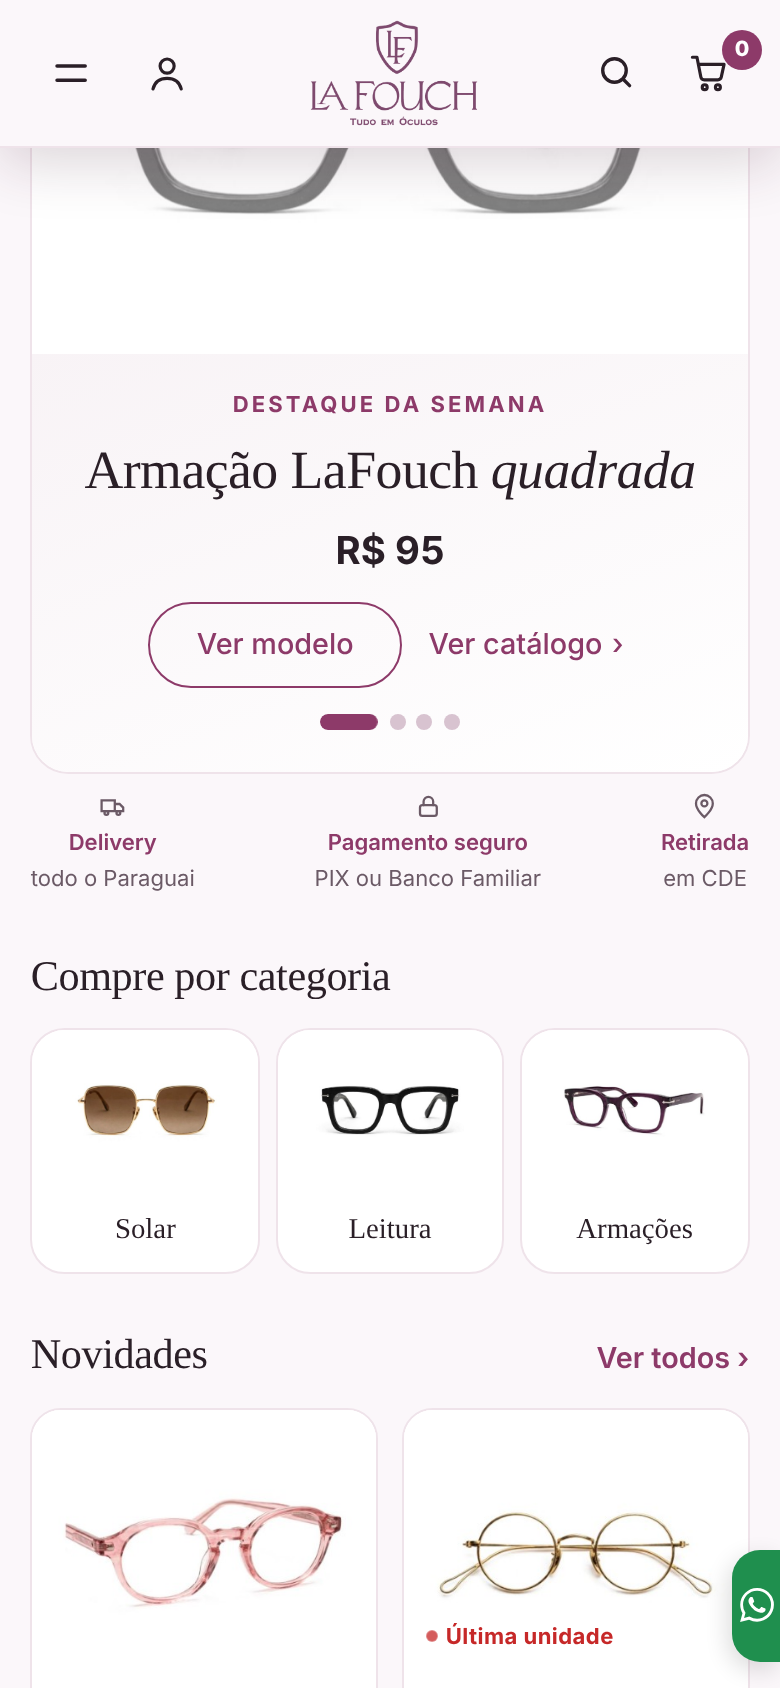 0
LF
LA FOUCH
TUDO EM ÓCULOS
DESTAQUE DA SEMANA
Armação LaFouch quadrada
R$ 95
Ver modelo
Ver catálogo ›
Delivery
todo o Paraguai
Pagamento seguro
PIX ou Banco Familiar
Retirada
em CDE
Compre por categoria
Solar
Leitura
Armações
Novidades
Ver todos ›
Última unidade